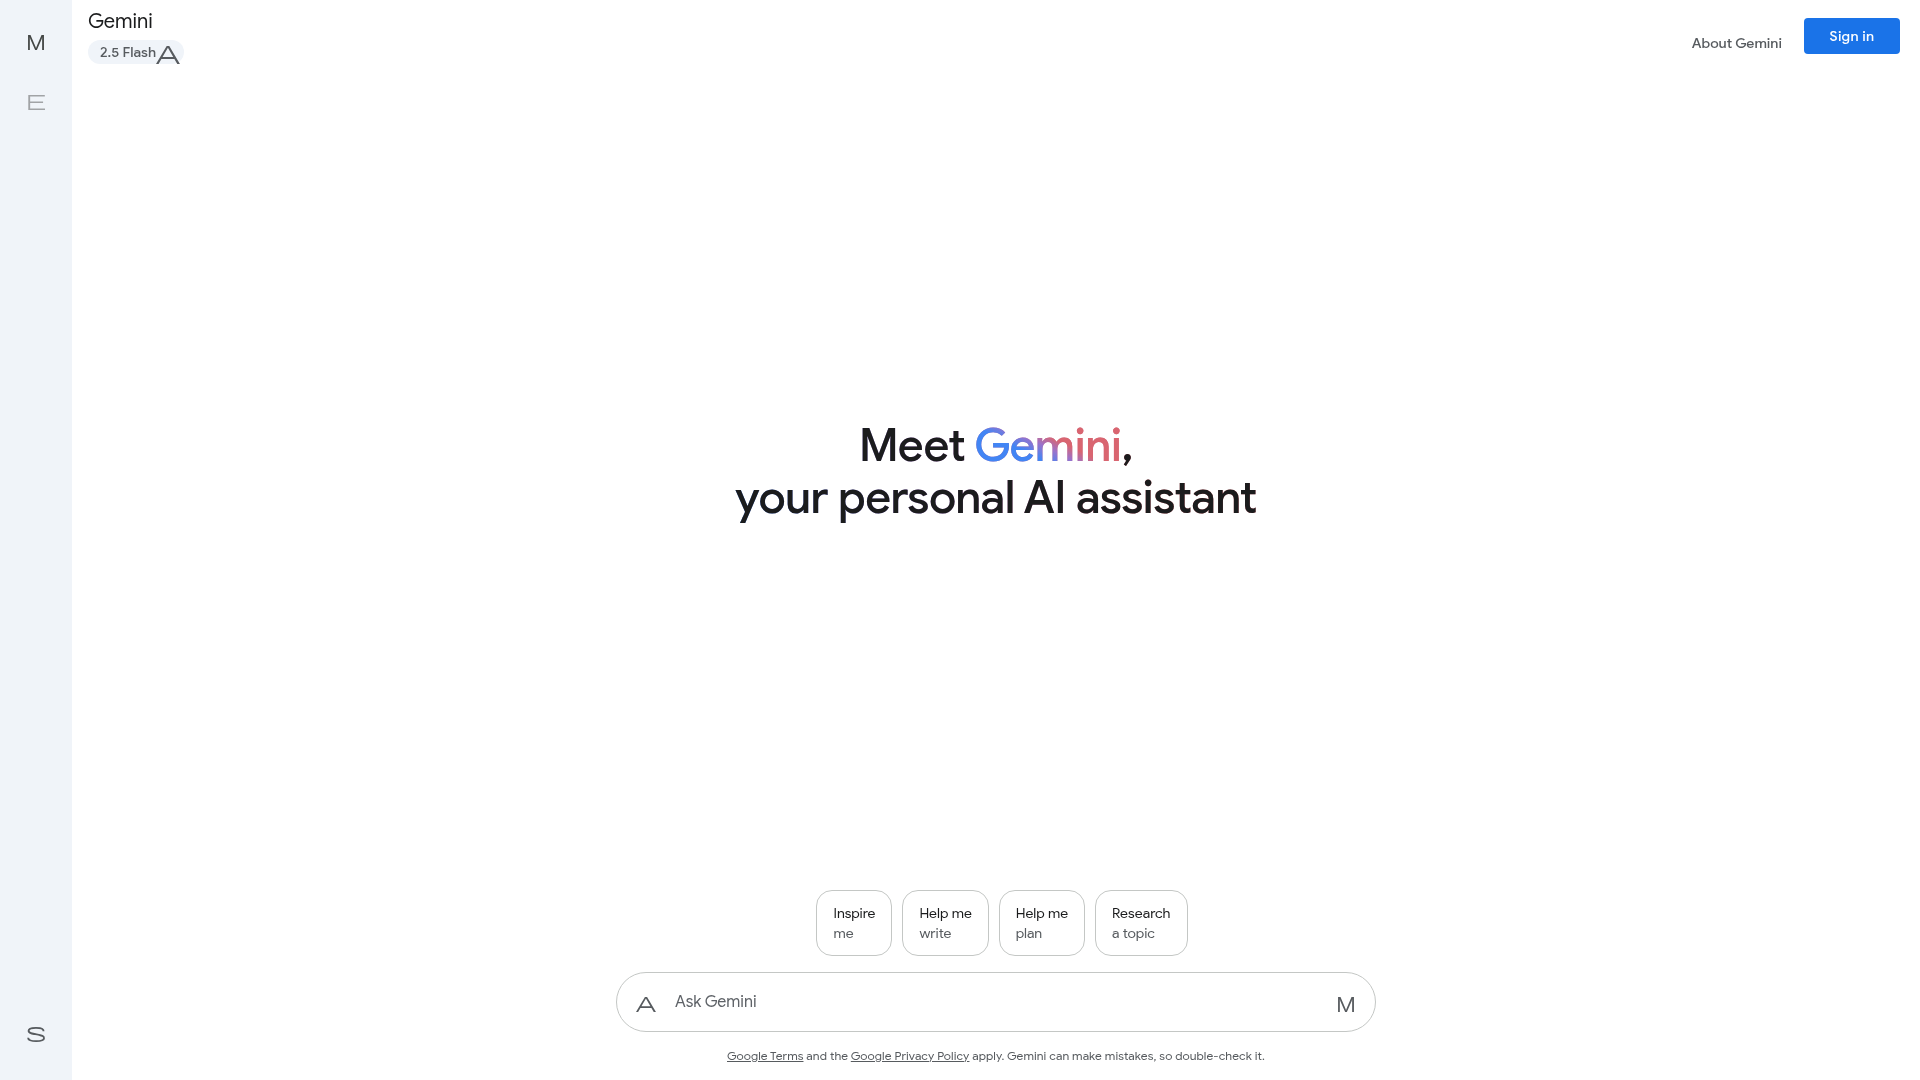 M
E
S
Gemini
2.5 Flash A
About Gemini
Sign in
Meet Gemini,
your personal AI assistant
Inspire
me
Help me
write
Help me
plan
Research
a topic
A Ask Gemini M
Google Terms and the Google Privacy Policy apply. Gemini can make mistakes, so double-check it.